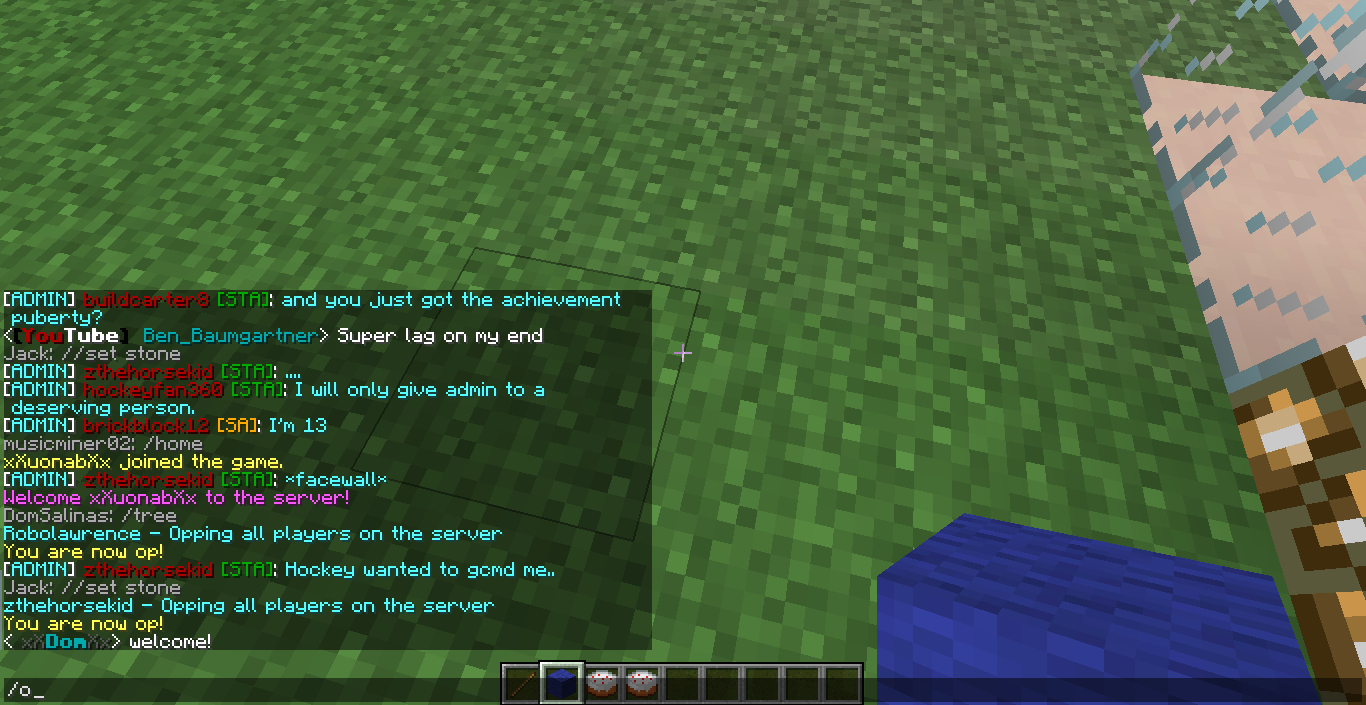 [ADMIN] buildcarter8 [STA]: and you just got the achievement
puberty?
<[YouTube] Ben_Baumgartner> Super lag on my end
Jack: //set stone
[ADMIN] zthehorsekid [STA]: ....
[ADMIN] hockeyfan360 [STA]: I will only give admin to a
deserving person.
[ADMIN] brickblock12 [SA]: I'm 13
musicminer02: /home
xXuonabXx joined the game.
[ADMIN] zthehorsekid [STA]: *facewall*
Welcome xXuonabXx to the server!
DomSalinas: /tree
Robolawrence - Opping all players on the server
You are now op!
[ADMIN] zthehorsekid [STA]: Hockey wanted to gcmd me..
Jack: //set stone
zthehorsekid - Opping all players on the server
You are now op!
< xXDomXx> welcome!
/o_